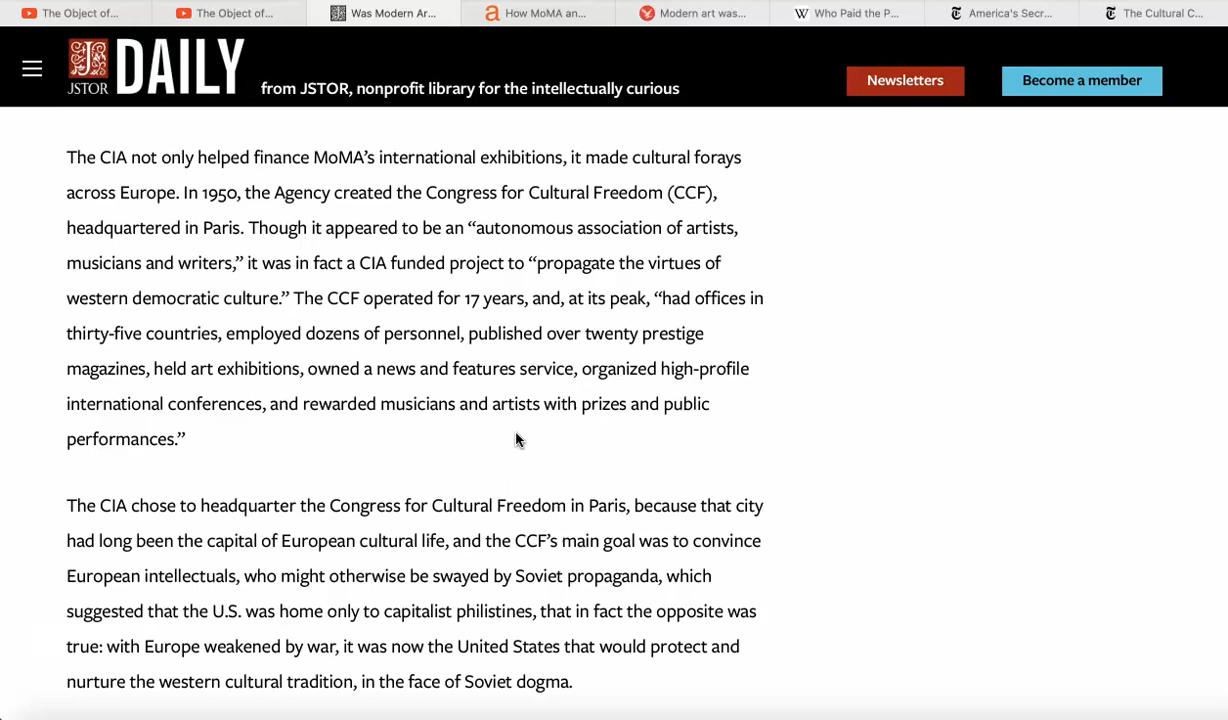 The Object of...
The Object of...
Was Modern Ar...
How MoMA an...
Modern art was...
Who Paid the P...
America's Secr...
The Cultural C...
JSTOR
DAILY
from JSTOR, nonprofit library for the intellectually curious
Newsletters
Become a member
The CIA not only helped finance MoMA’s international exhibitions, it made cultural forays
across Europe. In 1950, the Agency created the Congress for Cultural Freedom (CCF),
headquartered in Paris. Though it appeared to be an “autonomous association of artists,
musicians and writers,” it was in fact a CIA funded project to “propagate the virtues of
western democratic culture.” The CCF operated for 17 years, and, at its peak, “had offices in
thirty-five countries, employed dozens of personnel, published over twenty prestige
magazines, held art exhibitions, owned a news and features service, organized high-profile
international conferences, and rewarded musicians and artists with prizes and public
performances.”
The CIA chose to headquarter the Congress for Cultural Freedom in Paris, because that city
had long been the capital of European cultural life, and the CCF’s main goal was to convince
European intellectuals, who might otherwise be swayed by Soviet propaganda, which
suggested that the U.S. was home only to capitalist philistines, that in fact the opposite was
true: with Europe weakened by war, it was now the United States that would protect and
nurture the western cultural tradition, in the face of Soviet dogma.